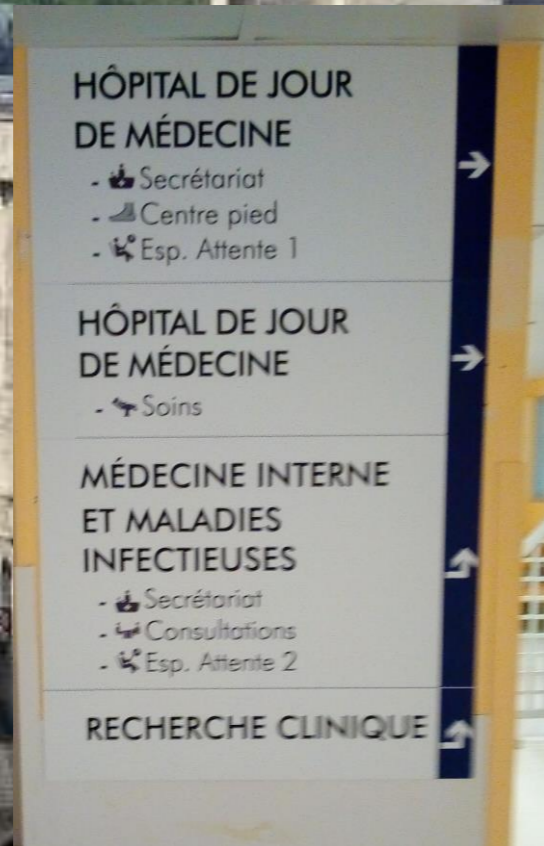 HÔPITAL DE JOUR
DE MÉDECINE
- Secrétariat
- Centre pied
- Esp. Attente 1
HÔPITAL DE JOUR
DE MÉDECINE
- Soins
MÉDECINE INTERNE
ET MALADIES
INFECTIEUSES
- Secrétariat
- Consultations
- Esp. Attente 2
RECHERCHE CLINIQUE